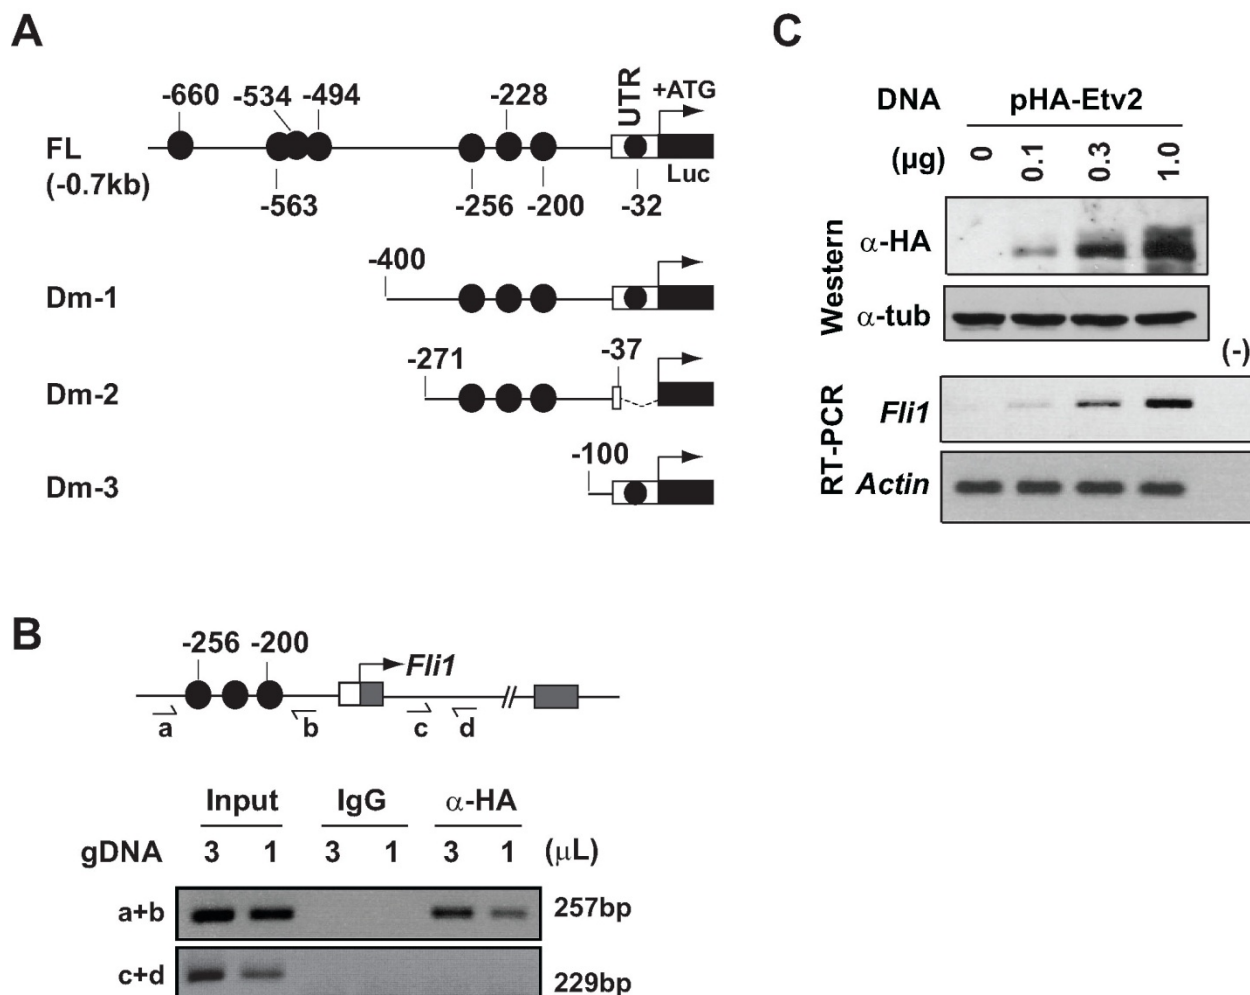 A
-660 -534 -494 -228 UTR +ATG
FL
(-0.7kb)
-563 -256 -200 -32 Luc
-400
Dm-1
-271 -37
Dm-2
-100
Dm-3
B
-256 -200 Fli1
a b c d
Input IgG α-HA
gDNA 3 1 3 1 3 1 (μL)
a+b 257bp
c+d 229bp
C
DNA pHA-Etv2
(μg) 0 0.1 0.3 1.0
Western
α-HA
α-tub
(-)
RT-PCR
Fli1
Actin